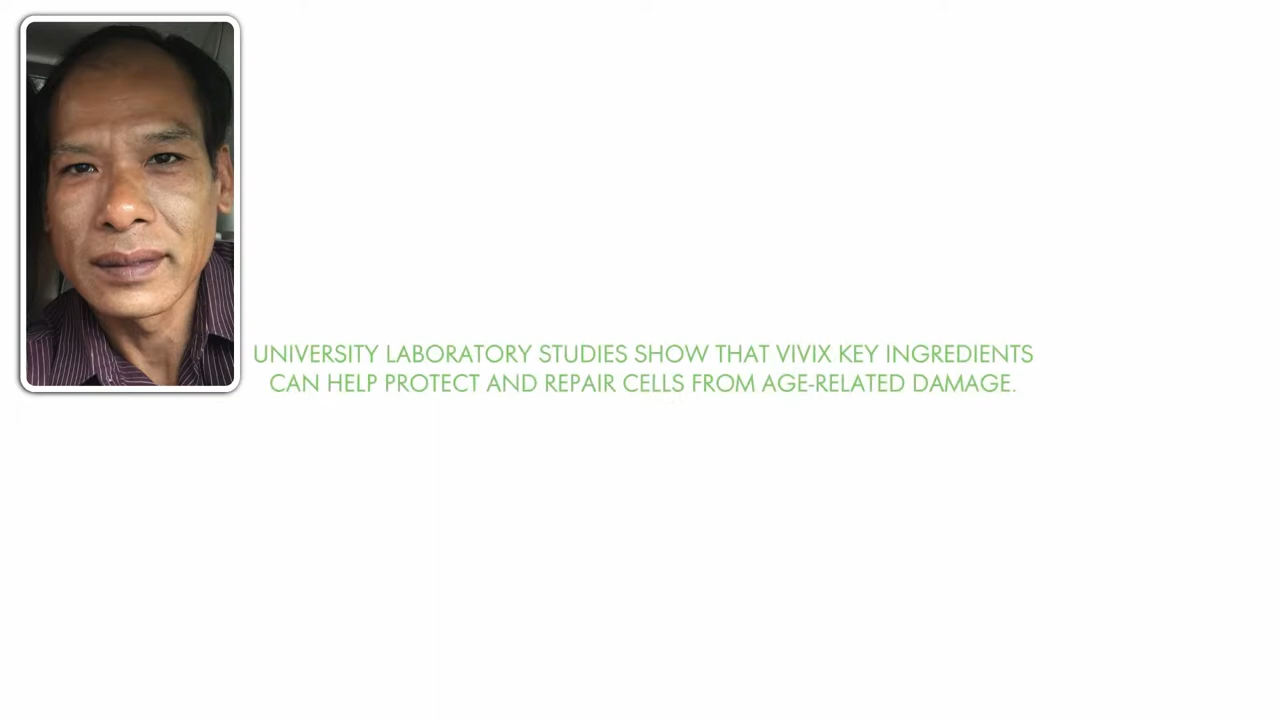 UNIVERSITY LABORATORY STUDIES SHOW THAT VIVIX KEY INGREDIENTS
CAN HELP PROTECT AND REPAIR CELLS FROM AGE-RELATED DAMAGE.